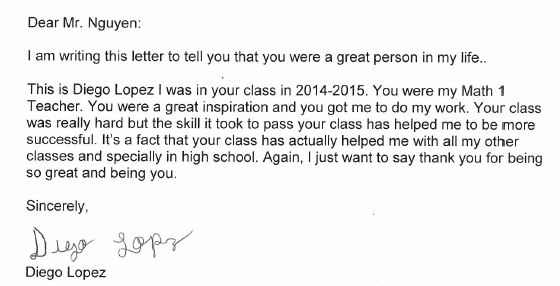 Dear Mr. Nguyen:
I am writing this letter to tell you that you were a great person in my life..
This is Diego Lopez I was in your class in 2014-2015. You were my Math 1
Teacher. You were a great inspiration and you got me to do my work. Your class
was really hard but the skill it took to pass your class has helped me to be more
successful. It's a fact that your class has actually helped me with all my other
classes and specially in high school. Again, I just want to say thank you for being
so great and being you.
Sincerely,
Diego Lopz
Diego Lopez